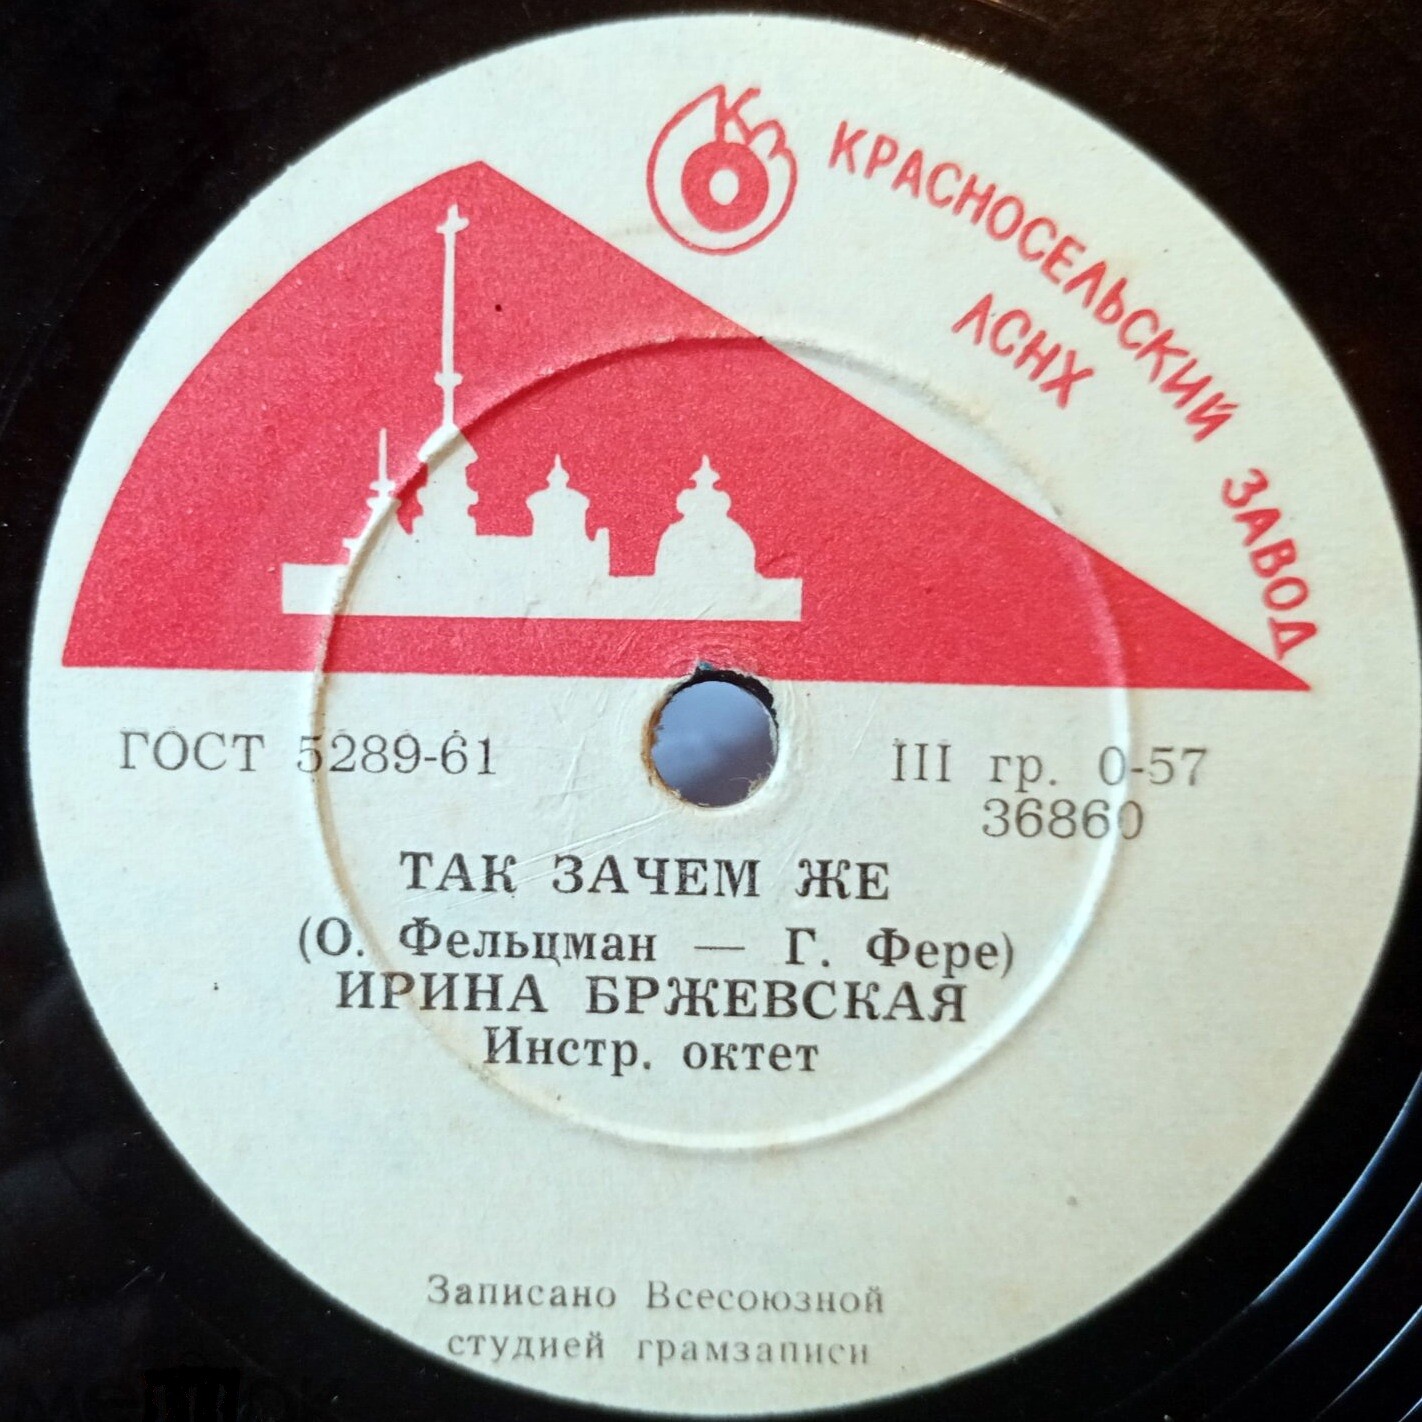 КЗ
КРАСНОСЕЛЬСКИЙ ЗАВОД
ЛСНХ
ГОСТ 5289-61
III гр. 0-57
36860
ТАК ЗАЧЕМ ЖЕ
(О. Фельцман — Г. Фере)
ИРИНА БРЖЕВСКАЯ
Инстр. октет
Записано Всесоюзной
студией грамзаписи